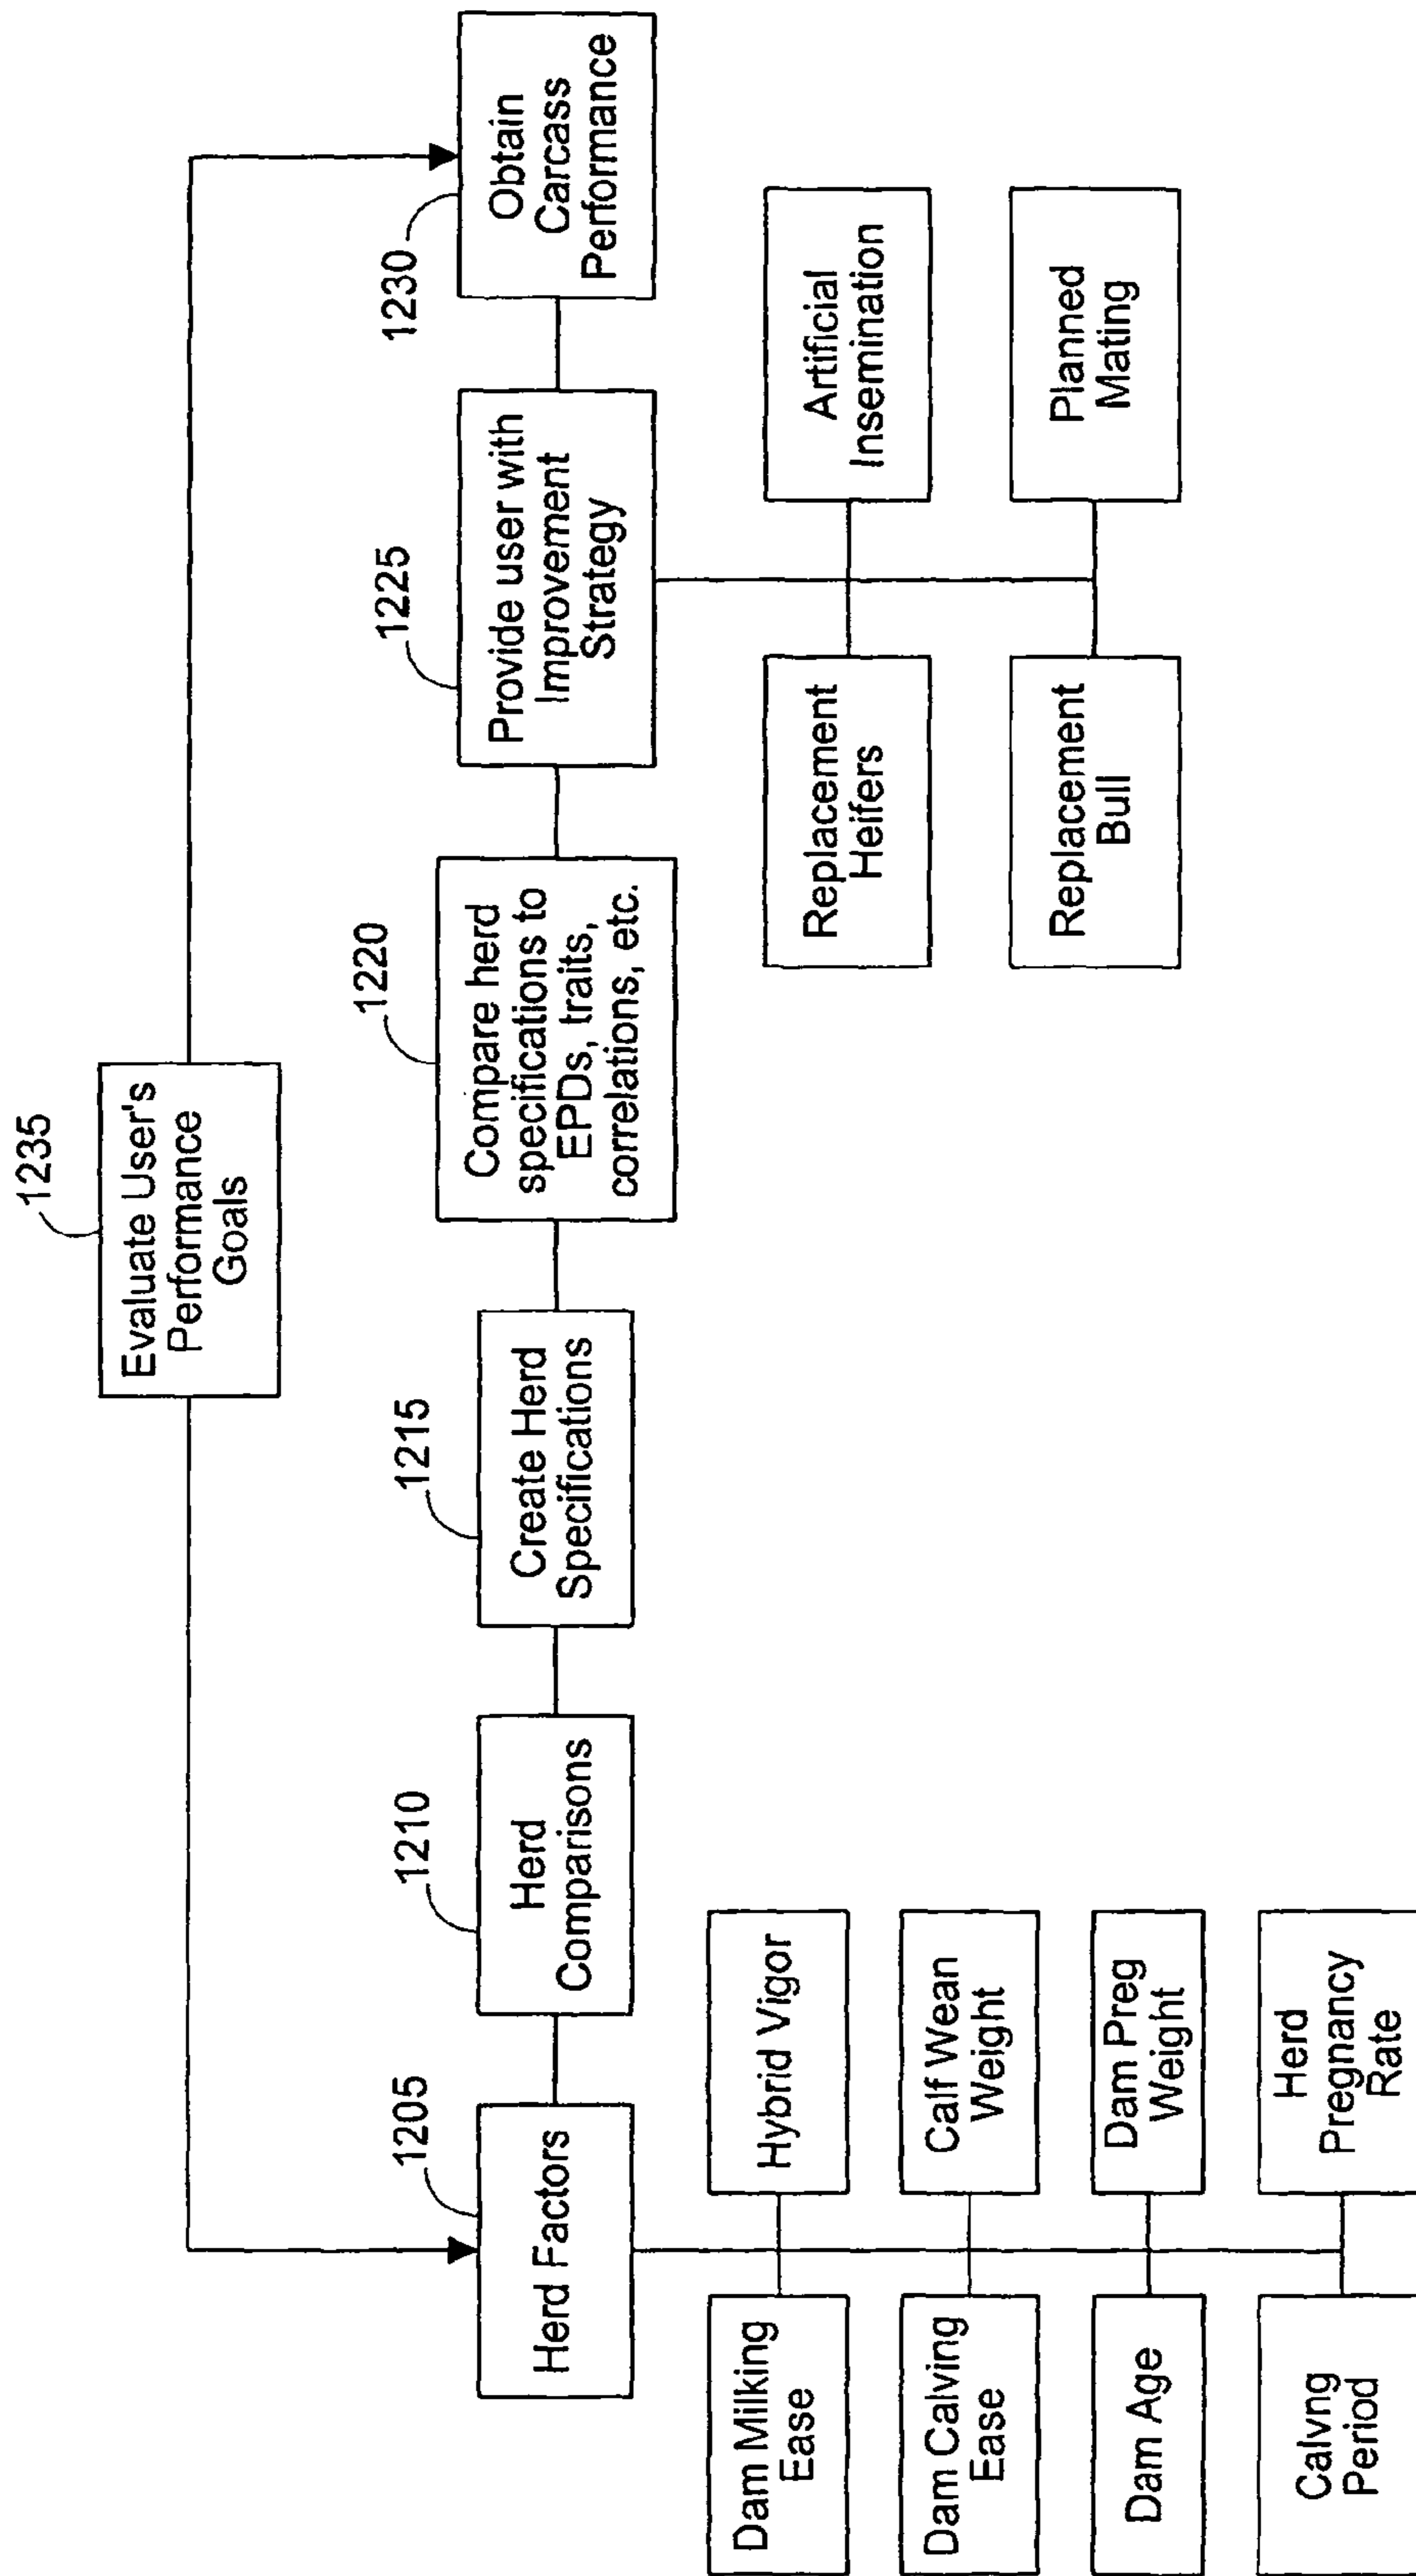 1235
Evaluate User's
Performance
Goals
1205
Herd Factors
1210
Herd
Comparisons
1215
Create Herd
Specifications
1220
Compare herd
specifications to
EPDs, traits,
correlations, etc.
1225
Provide user with
Improvement
Strategy
1230
Obtain
Carcass
Performance
Dam Milking
Ease
Hybrid Vigor
Dam Calving
Ease
Calf Wean
Weight
Dam Age
Dam Preg
Weight
Calvng
Period
Herd
Pregnancy
Rate
Replacement
Heifers
Artificial
Insemination
Replacement
Bull
Planned
Mating